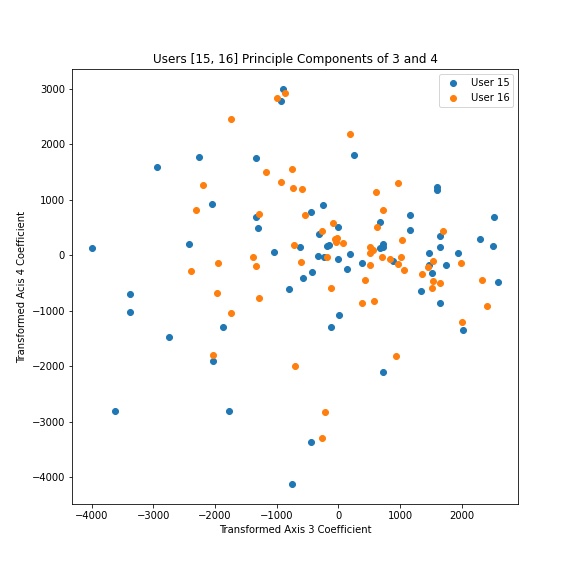 Users [15, 16] Principle Components of 3 and 4
User 15
User 16
3000
2000
1000
0
−1000
−2000
−3000
−4000
Transformed Acis 4 Coefficient
−4000 −3000 −2000 −1000 0 1000 2000
Transformed Axis 3 Coefficient